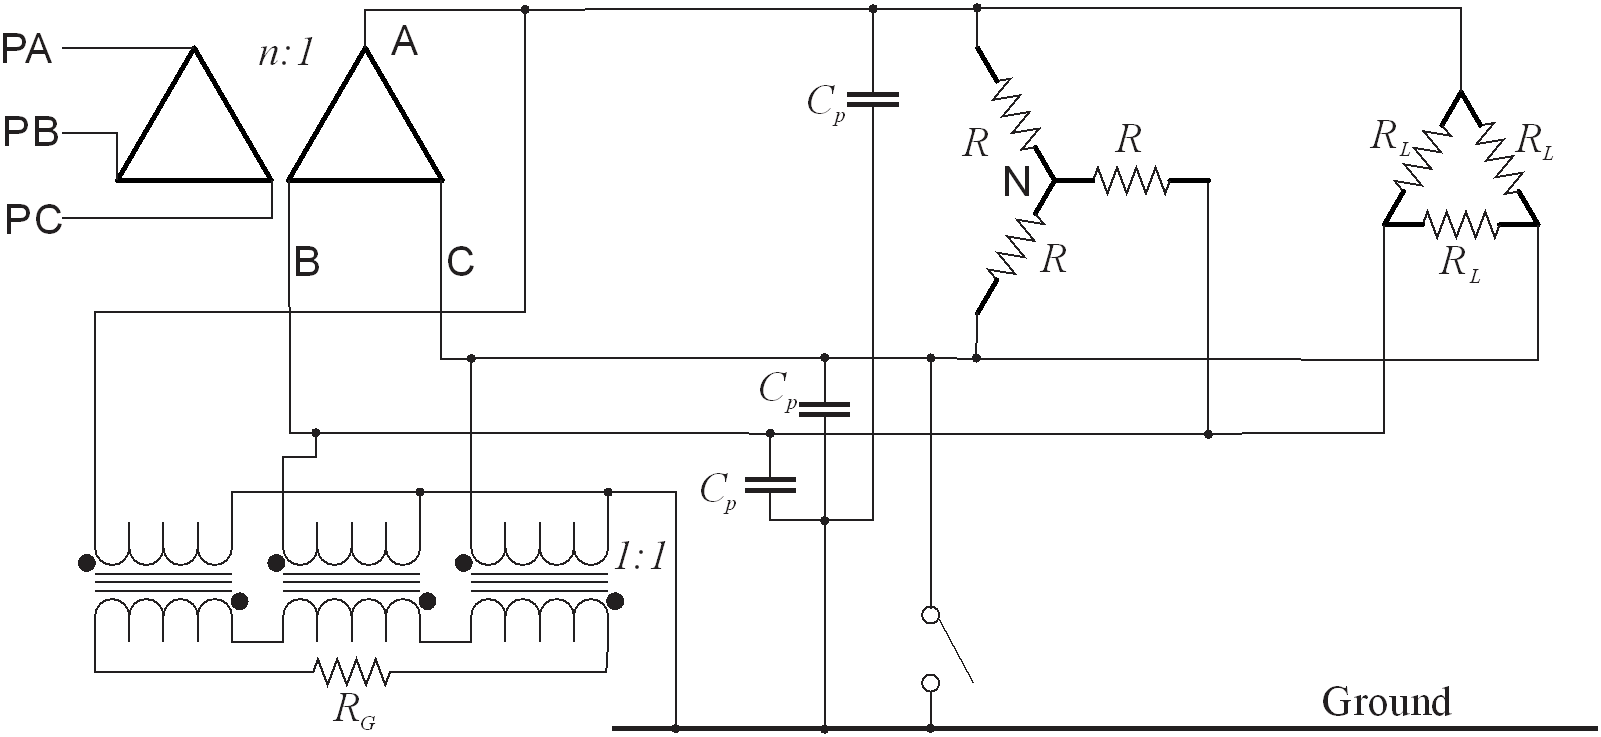 PA
n:1
A
PB
PC
B
C
C_p
R
R
N
R
R_L
R_L
R_L
C_p
C_p
1:1
R_G
Ground